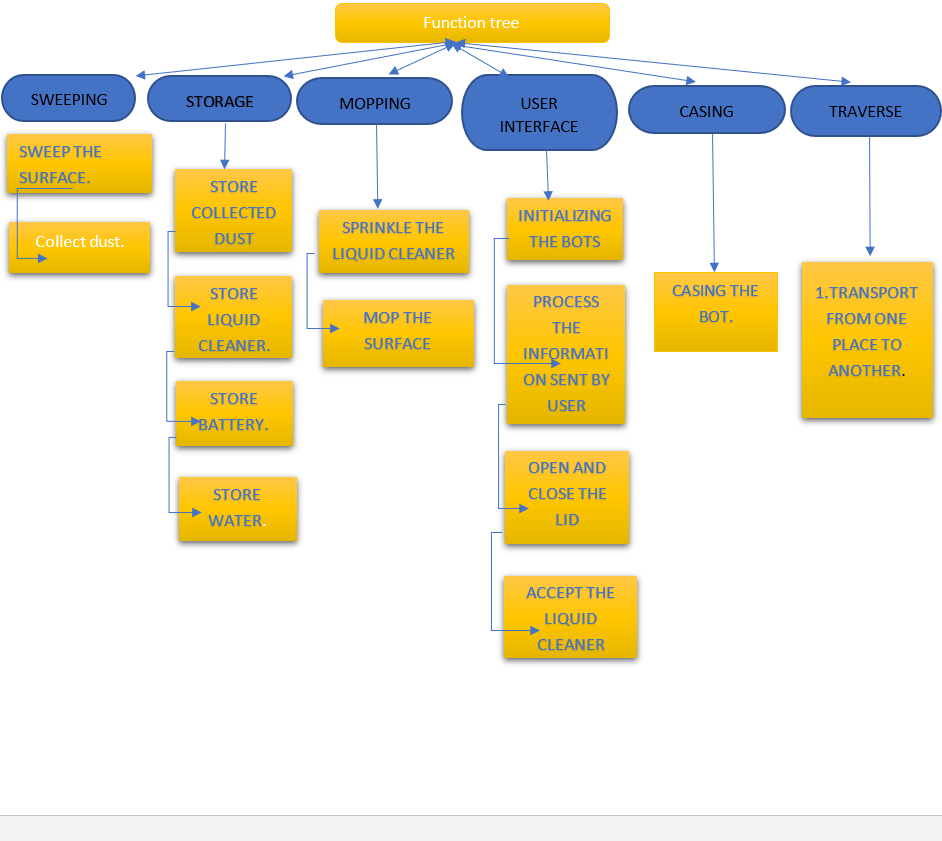 Function tree
SWEEPING
STORAGE
MOPPING
USER
INTERFACE
CASING
TRAVERSE
SWEEP THE
SURFACE.
Collect dust.
STORE
COLLECTED
DUST
STORE
LIQUID
CLEANER.
STORE
BATTERY.
STORE
WATER.
SPRINKLE THE
LIQUID CLEANER
MOP THE
SURFACE
INITIALIZING
THE BOTS
PROCESS
THE
INFORMATI
ON SENT BY
USER
OPEN AND
CLOSE THE
LID
ACCEPT THE
LIQUID
CLEANER
CASING THE
BOT.
1.TRANSPORT
FROM ONE
PLACE TO
ANOTHER.